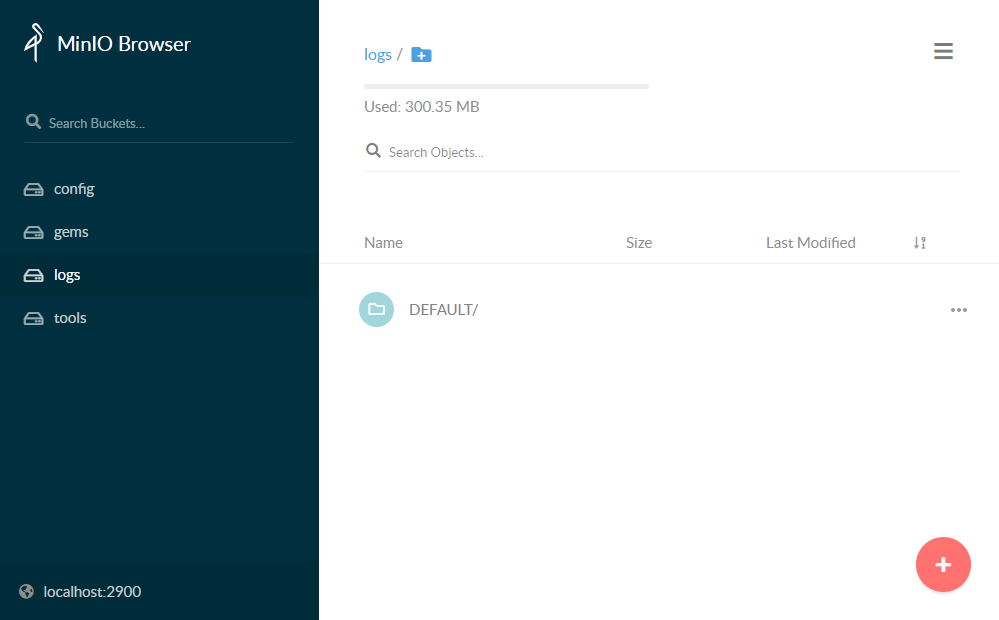 MinIO Browser
Search Buckets...
config
gems
logs
tools
localhost:2900
logs /
Used: 300.35 MB
Search Objects...
Name Size Last Modified
DEFAULT/